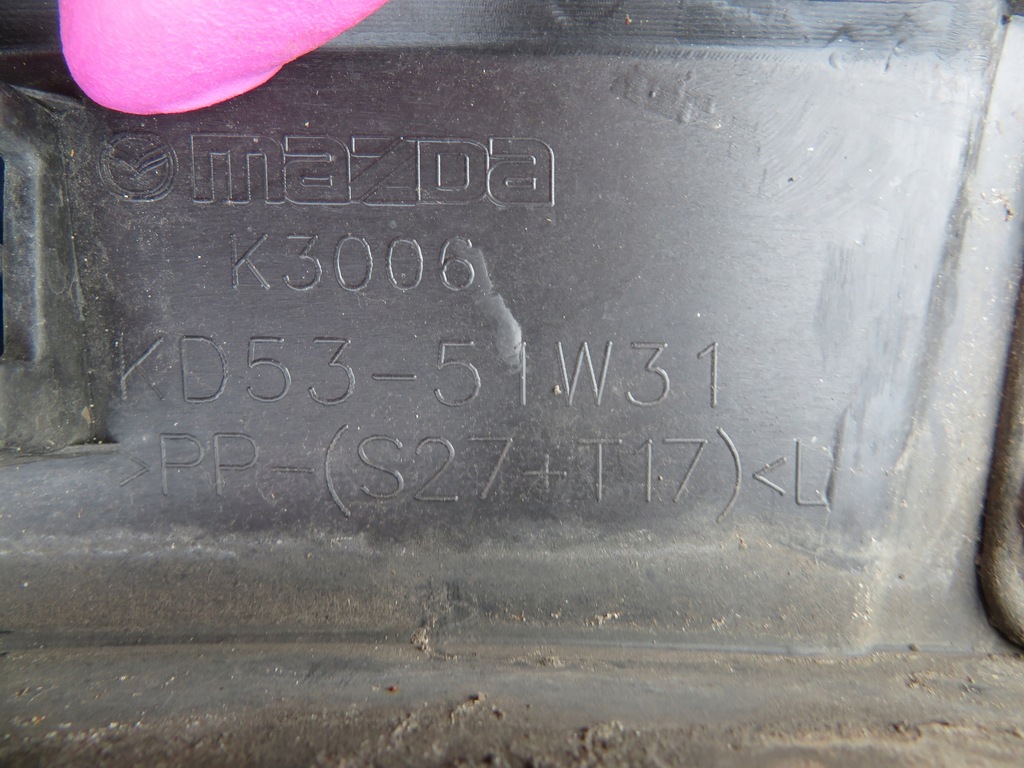 mazda
K3006
KD53-51W31
>PP-(S27+T17)<L